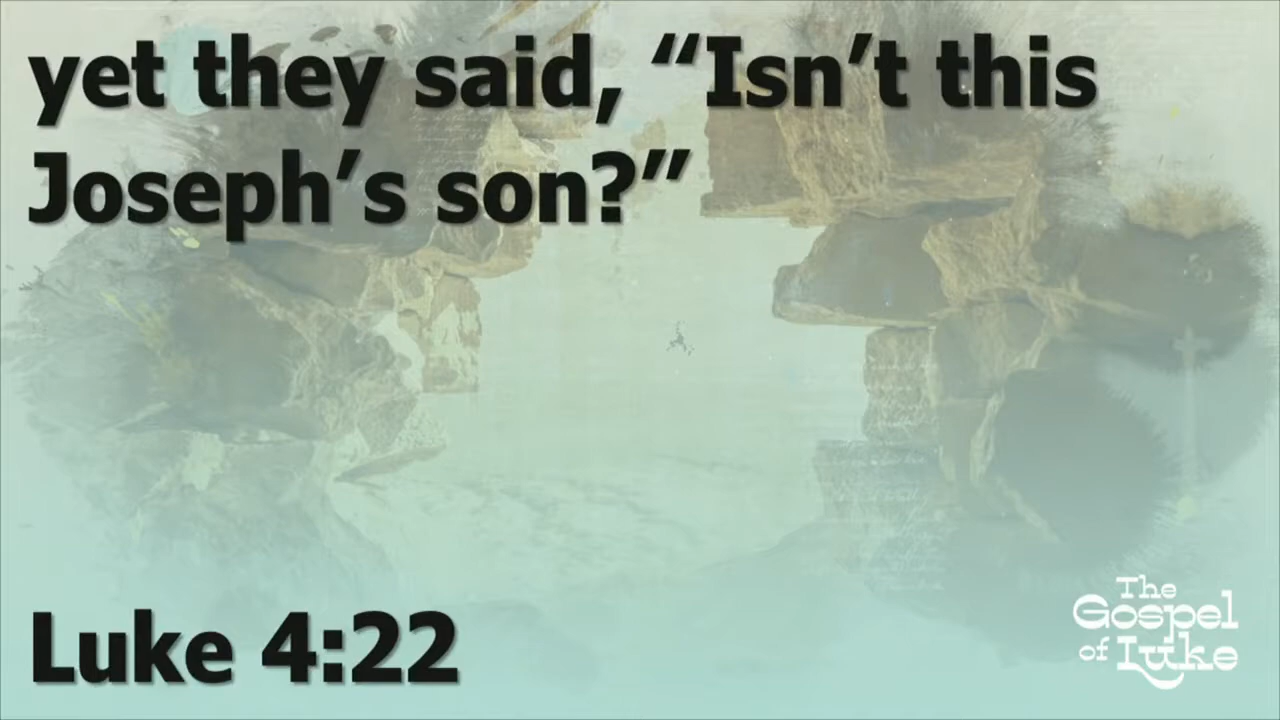 yet they said, “Isn’t this
Joseph’s son?”
Luke 4:22
The
Gospel
of Luke